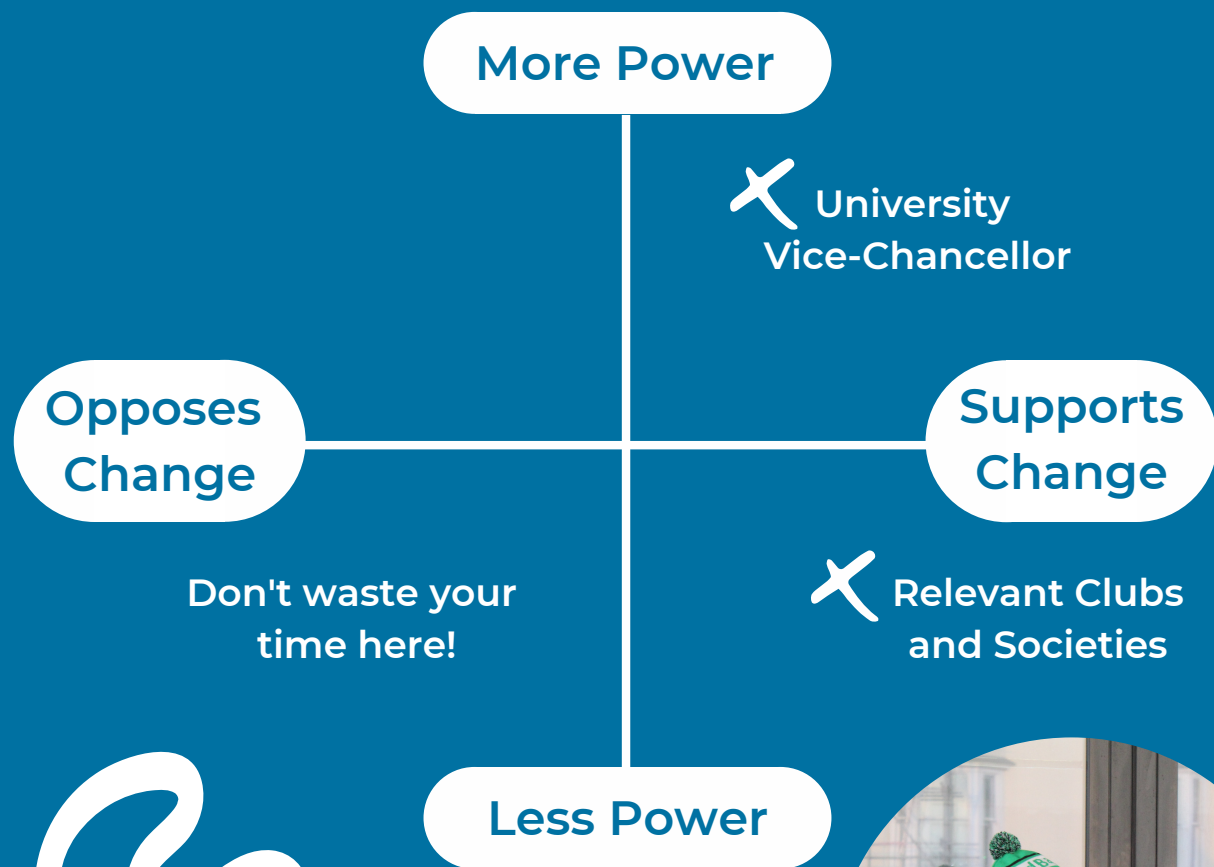 More Power
University
Vice-Chancellor
Opposes
Change
Supports
Change
Don't waste your
time here!
Relevant Clubs
and Societies
Less Power